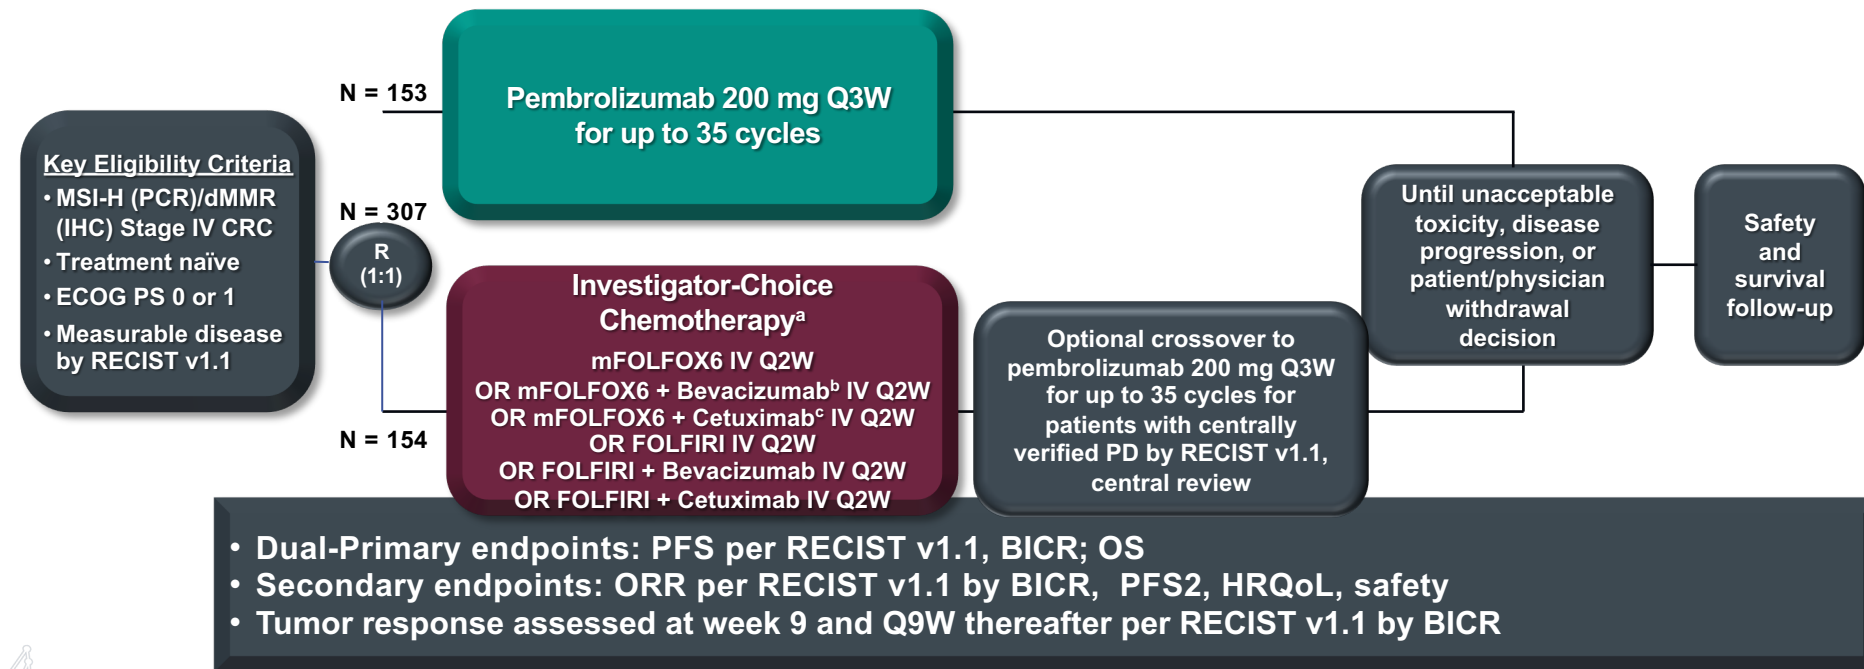 Key Eligibility Criteria
• MSI-H (PCR)/dMMR
(IHC) Stage IV CRC
• Treatment naïve
• ECOG PS 0 or 1
• Measurable disease
by RECIST v1.1
N = 307
R
(1:1)
N = 153
Pembrolizumab 200 mg Q3W
for up to 35 cycles
N = 154
Investigator-Choice
Chemotherapyᵃ
mFOLFOX6 IV Q2W
OR mFOLFOX6 + Bevacizumabᵇ IV Q2W
OR mFOLFOX6 + Cetuximabᶜ IV Q2W
OR FOLFIRI IV Q2W
OR FOLFIRI + Bevacizumab IV Q2W
OR FOLFIRI + Cetuximab IV Q2W
Optional crossover to
pembrolizumab 200 mg Q3W
for up to 35 cycles for
patients with centrally
verified PD by RECIST v1.1,
central review
Until unacceptable
toxicity, disease
progression, or
patient/physician
withdrawal
decision
Safety
and
survival
follow-up
• Dual-Primary endpoints: PFS per RECIST v1.1, BICR; OS
• Secondary endpoints: ORR per RECIST v1.1 by BICR, PFS2, HRQoL, safety
• Tumor response assessed at week 9 and Q9W thereafter per RECIST v1.1 by BICR